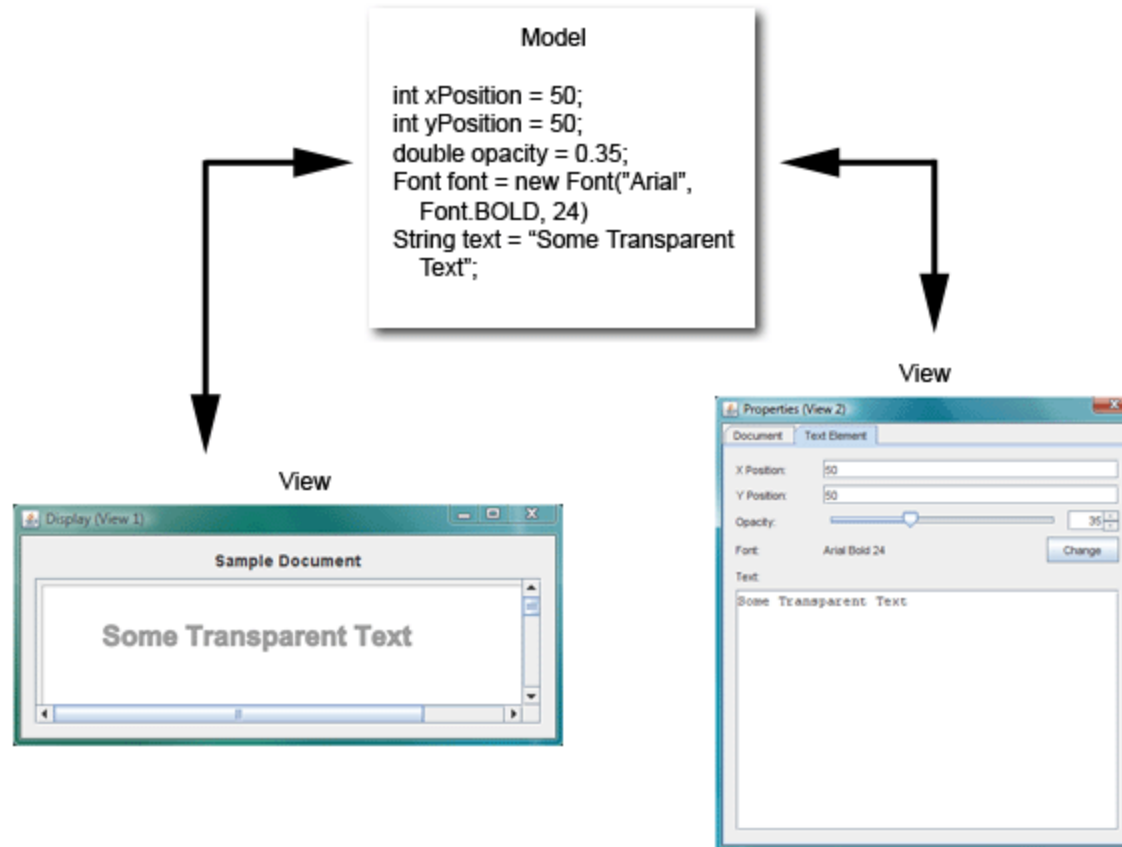 Model
int xPosition = 50;
int yPosition = 50;
double opacity = 0.35;
Font font = new Font("Arial",
Font.BOLD, 24)
String text = “Some Transparent
Text”;
View
Display (View 1)
Sample Document
Some Transparent Text
View
Properties (View 2)
Document Text Element
X Position: 50
Y Position: 50
Opacity: 35
Font: Arial Bold 24 Change
Text:
Some Transparent Text